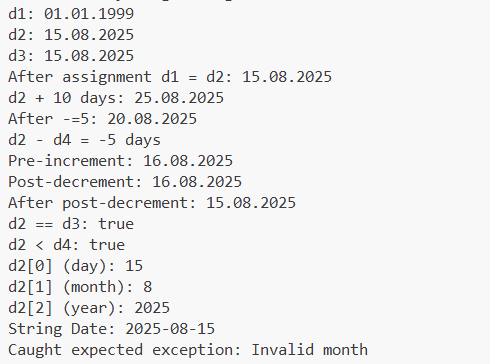 d1: 01.01.1999
d2: 15.08.2025
d3: 15.08.2025
After assignment d1 = d2: 15.08.2025
d2 + 10 days: 25.08.2025
After -=5: 20.08.2025
d2 - d4 = -5 days
Pre-increment: 16.08.2025
Post-decrement: 16.08.2025
After post-decrement: 15.08.2025
d2 == d3: true
d2 < d4: true
d2[0] (day): 15
d2[1] (month): 8
d2[2] (year): 2025
String Date: 2025-08-15
Caught expected exception: Invalid month